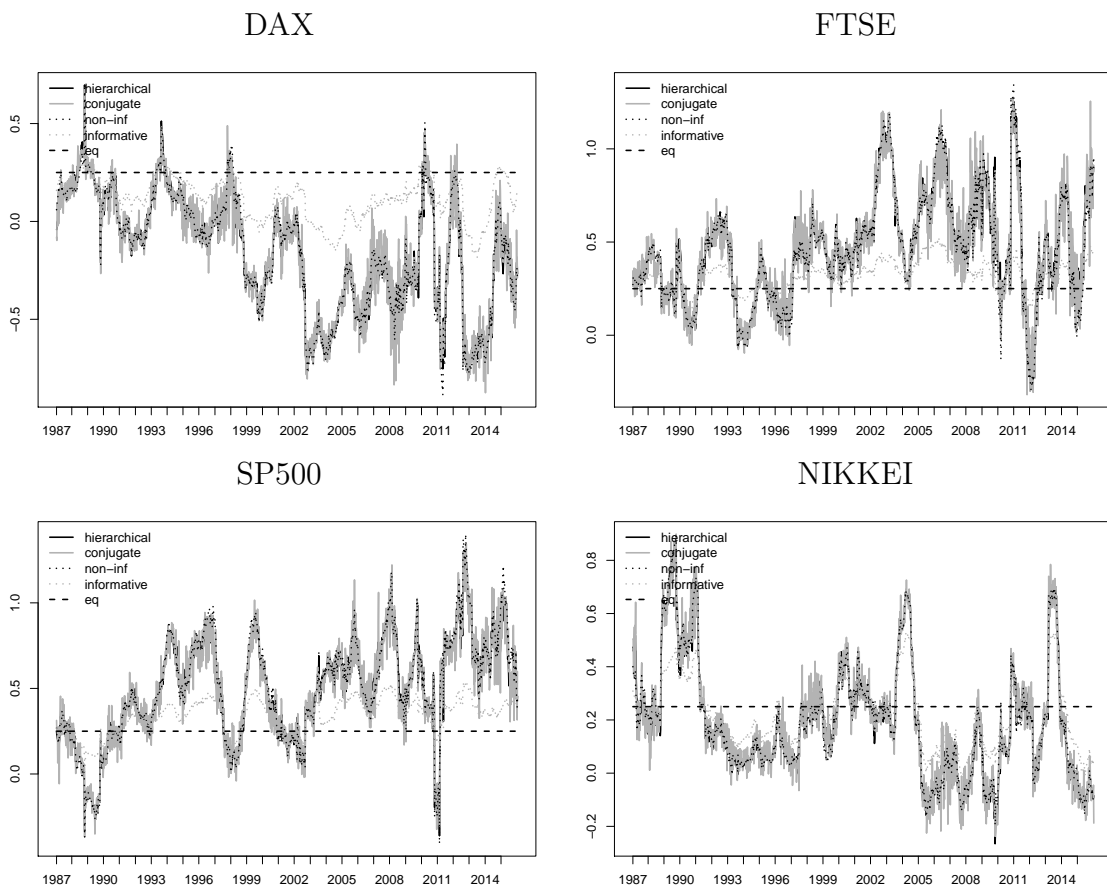 DAX
hierarchical
conjugate
non−inf
informative
eq
0.5
0.0
−0.5
1987 1990 1993 1996 1999 2002 2005 2008 2011 2014
FTSE
hierarchical
conjugate
non−inf
informative
eq
1.0
0.5
0.0
1987 1990 1993 1996 1999 2002 2005 2008 2011 2014
SP500
hierarchical
conjugate
non−inf
informative
eq
1.0
0.5
0.0
1987 1990 1993 1996 1999 2002 2005 2008 2011 2014
NIKKEI
hierarchical
conjugate
non−inf
informative
eq
0.8
0.6
0.4
0.2
0.0
−0.2
1987 1990 1993 1996 1999 2002 2005 2008 2011 2014